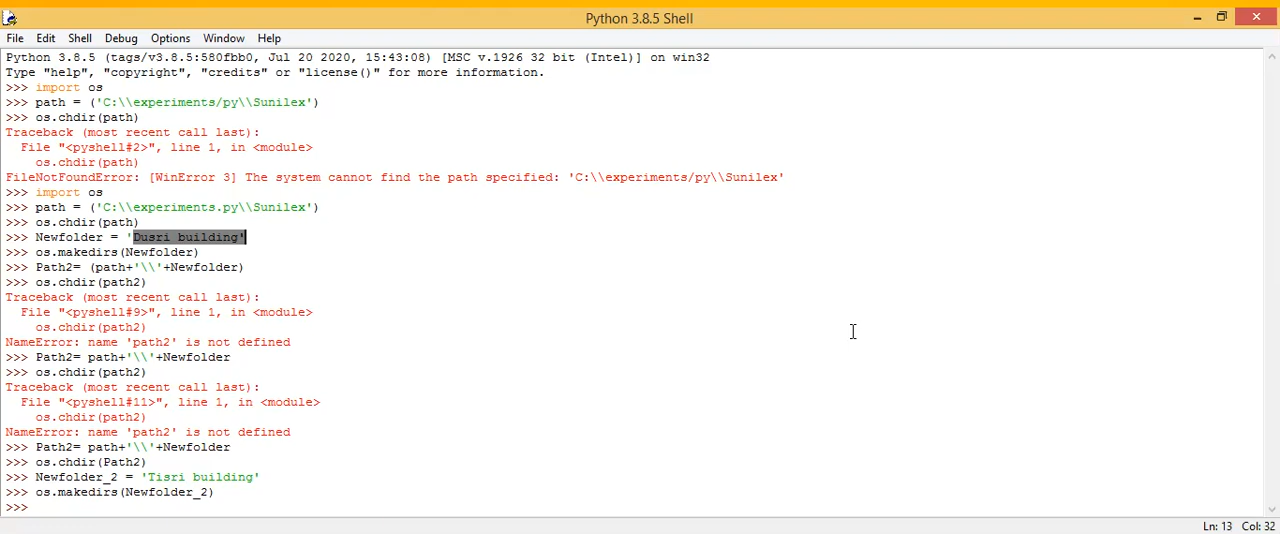 Python 3.8.5 Shell
File Edit Shell Debug Options Window Help
Python 3.8.5 (tags/v3.8.5:580fbb0, Jul 20 2020, 15:43:08) [MSC v.1926 32 bit (Intel)] on win32
Type "help", "copyright", "credits" or "license()" for more information.
>>> import os
>>> path = ('C:\\experiments/py\\Sunilex')
>>> os.chdir(path)
Traceback (most recent call last):
  File "<pyshell#2>", line 1, in <module>
    os.chdir(path)
FileNotFoundError: [WinError 3] The system cannot find the path specified: 'C:\\experiments/py\\Sunilex'
>>> import os
>>> path = ('C:\\experiments.py\\Sunilex')
>>> os.chdir(path)
>>> Newfolder = 'Dusri building'
>>> os.makedirs(Newfolder)
>>> Path2= (path+'\\'+Newfolder)
>>> os.chdir(path2)
Traceback (most recent call last):
  File "<pyshell#9>", line 1, in <module>
    os.chdir(path2)
NameError: name 'path2' is not defined
>>> Path2= path+'\\'+Newfolder
>>> os.chdir(path2)
Traceback (most recent call last):
  File "<pyshell#11>", line 1, in <module>
    os.chdir(path2)
NameError: name 'path2' is not defined
>>> Path2= path+'\\'+Newfolder
>>> os.chdir(Path2)
>>> Newfolder_2 = 'Tisri building'
>>> os.makedirs(Newfolder_2)
>>>
Ln: 13 Col: 32